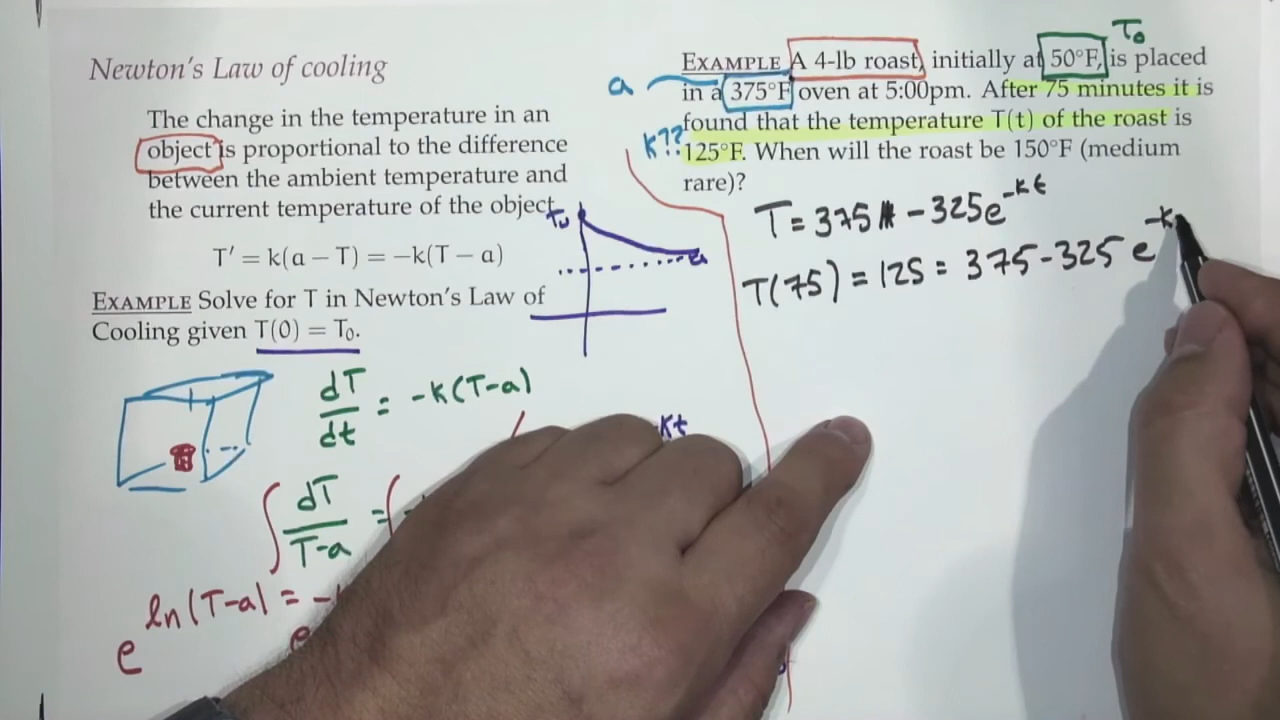 Newton's Law of cooling
The change in the temperature in an
object is proportional to the difference
between the ambient temperature and
the current temperature of the object.
T' = k(a − T) = −k(T − a)
EXAMPLE Solve for T in Newton's Law of
Cooling given T(0) = T₀.
T₀
a
dT/dt = -k(T-a)
∫ dT/(T-a) = ∫
kt
e^ln(T-a) = -
e
T₀
EXAMPLE A 4-lb roast, initially at 50°F, is placed
a in a 375°F oven at 5:00pm. After 75 minutes it is
found that the temperature T(t) of the roast is
k?? 125°F. When will the roast be 150°F (medium
rare)?
T = 375 - 325e^-kt
T(75) = 125 = 375-325 e^-k